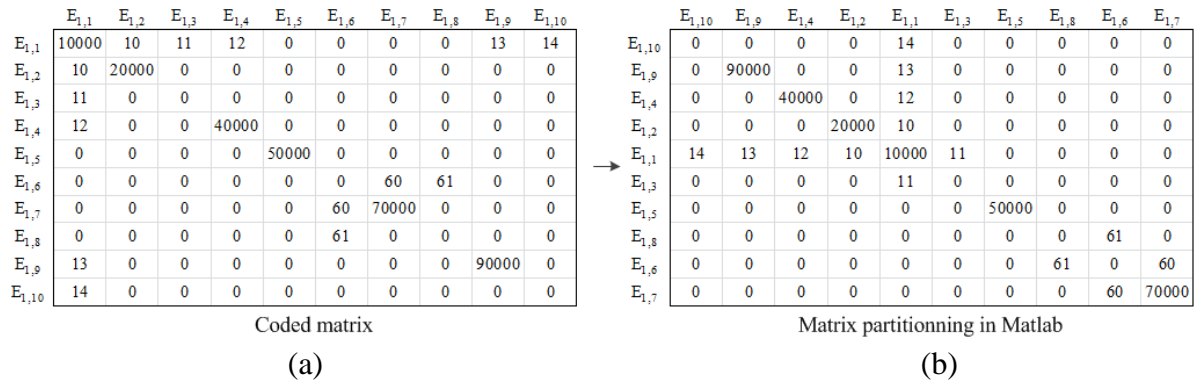 E1,1 E1,2 E1,3 E1,4 E1,5 E1,6 E1,7 E1,8 E1,9 E1,10
E1,1 10000 10 11 12 0 0 0 0 13 14
E1,2 10 20000 0 0 0 0 0 0 0 0
E1,3 11 0 0 0 0 0 0 0 0 0
E1,4 12 0 0 40000 0 0 0 0 0 0
E1,5 0 0 0 0 50000 0 0 0 0 0
E1,6 0 0 0 0 0 0 60 61 0 0
E1,7 0 0 0 0 0 60 70000 0 0 0
E1,8 0 0 0 0 0 61 0 0 0 0
E1,9 13 0 0 0 0 0 0 0 90000 0
E1,10 14 0 0 0 0 0 0 0 0 0
Coded matrix
(a)
→
E1,10 E1,9 E1,4 E1,2 E1,1 E1,3 E1,5 E1,8 E1,6 E1,7
E1,10 0 0 0 0 14 0 0 0 0 0
E1,9 0 90000 0 0 13 0 0 0 0 0
E1,4 0 0 40000 0 12 0 0 0 0 0
E1,2 0 0 0 20000 10 0 0 0 0 0
E1,1 14 13 12 10 10000 11 0 0 0 0
E1,3 0 0 0 0 11 0 0 0 0 0
E1,5 0 0 0 0 0 0 50000 0 0 0
E1,8 0 0 0 0 0 0 0 0 61 0
E1,6 0 0 0 0 0 0 0 61 0 60
E1,7 0 0 0 0 0 0 0 0 60 70000
Matrix partitionning in Matlab
(b)